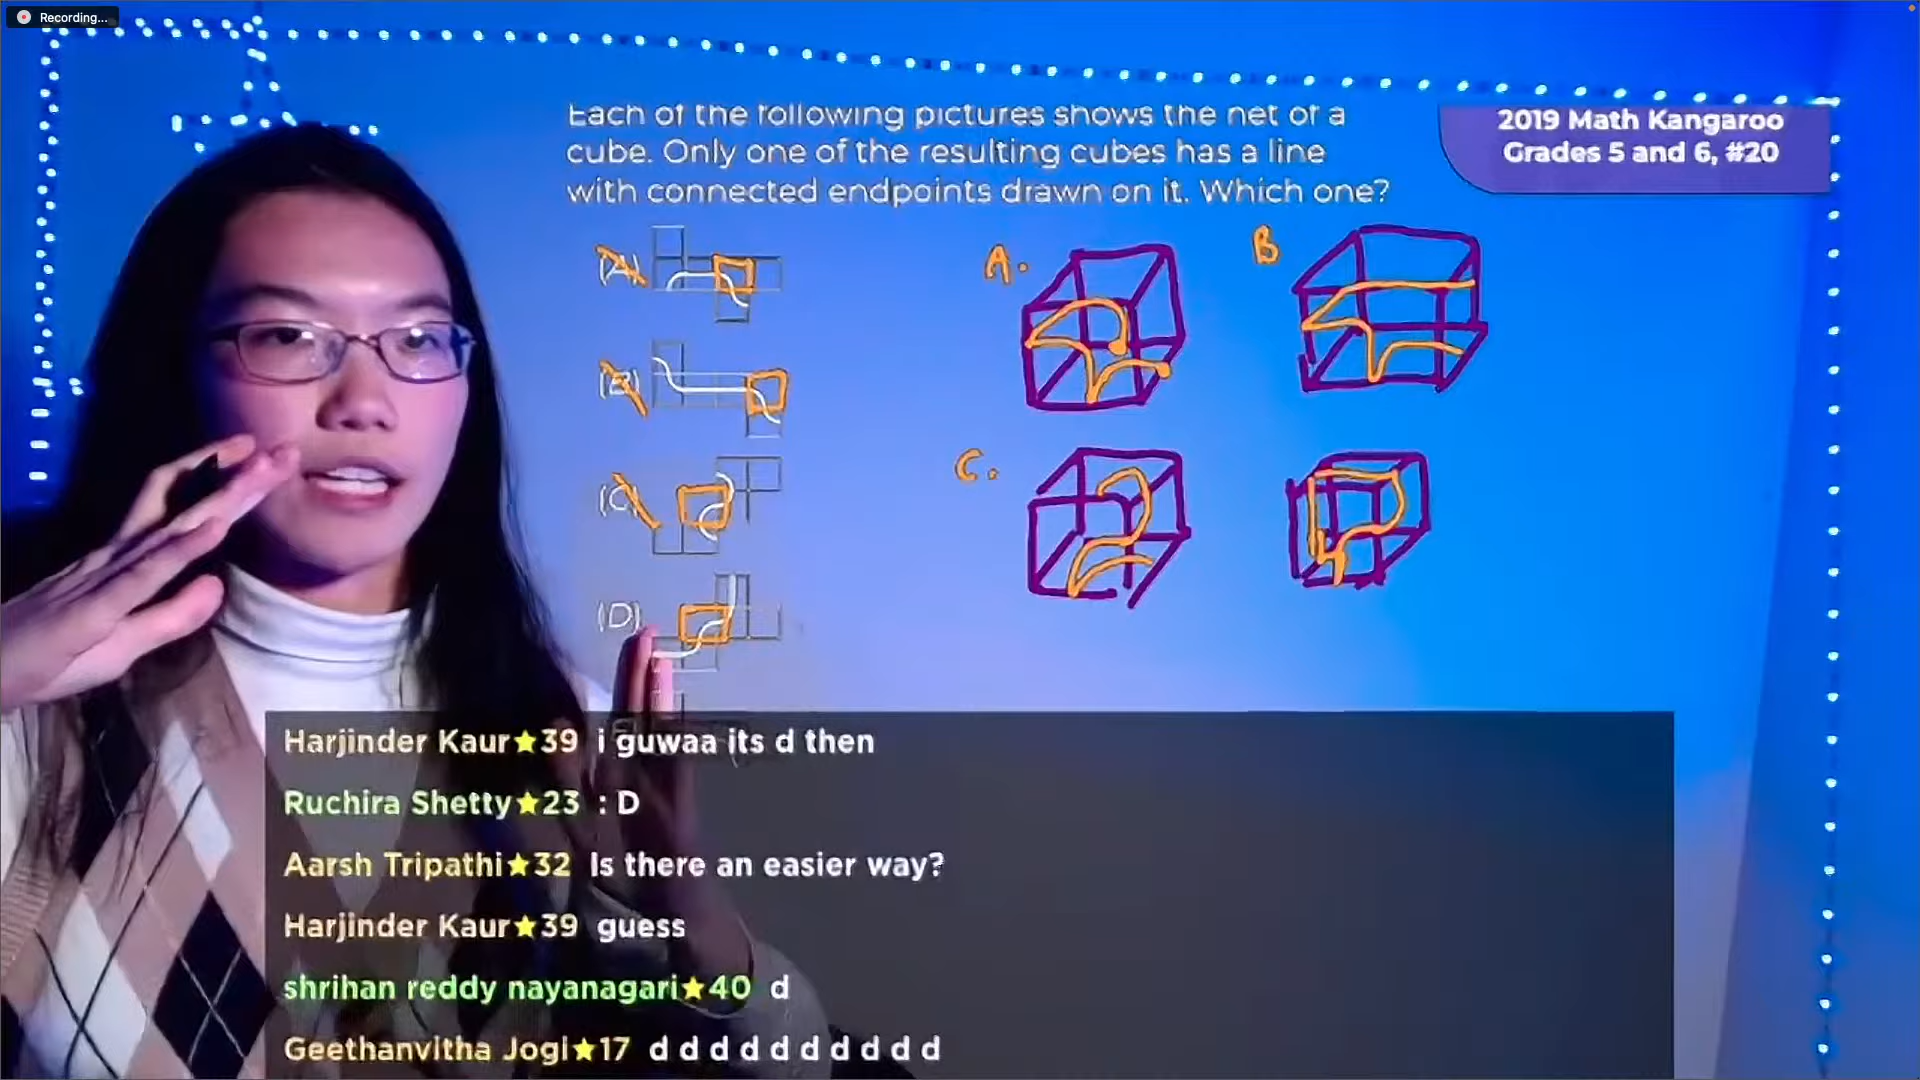 Recording...
Each of the following pictures shows the net of a
cube. Only one of the resulting cubes has a line
with connected endpoints drawn on it. Which one?
2019 Math Kangaroo
Grades 5 and 6, #20
(A)
(B)
(C)
(D)
A.
B
C.
Harjinder Kaur★39 i guwaa its d then
Ruchira Shetty★23 : D
Aarsh Tripathi★32 Is there an easier way?
Harjinder Kaur★39 guess
shrihan reddy nayanagari★40 d
Geethanvitha Jogi★17 d d d d d d d d d d